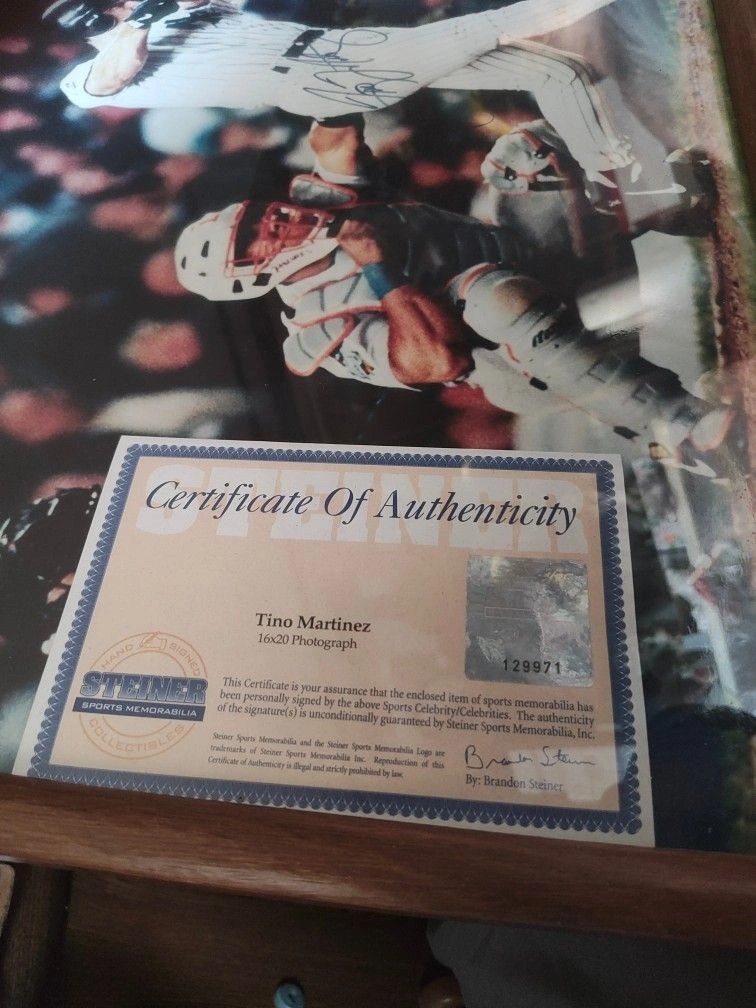 STEINER
Certificate Of Authenticity
Tino Martinez
16x20 Photograph
129971
HAND SIGNED
STEINER
SPORTS MEMORABILIA
COLLECTIBLES
This Certificate is your assurance that the enclosed item of sports memorabilia has
been personally signed by the above Sports Celebrity/Celebrities. The authenticity
of the signature(s) is unconditionally guaranteed by Steiner Sports Memorabilia, Inc.
Steiner Sports Memorabilia and the Steiner Sports Memorabilia Logo are
trademarks of Steiner Sports Memorabilia Inc. Reproduction of this
Certificate of Authenticity is illegal and strictly prohibited by law.
Brandon Steiner
By: Brandon Steiner